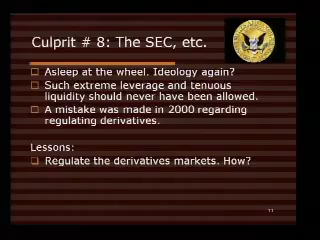 Culprit # 8: The SEC, etc.
Asleep at the wheel. Ideology again?
Such extreme leverage and tenuous
liquidity should never have been allowed.
A mistake was made in 2000 regarding
regulating derivatives.
Lessons:
Regulate the derivatives markets. How?